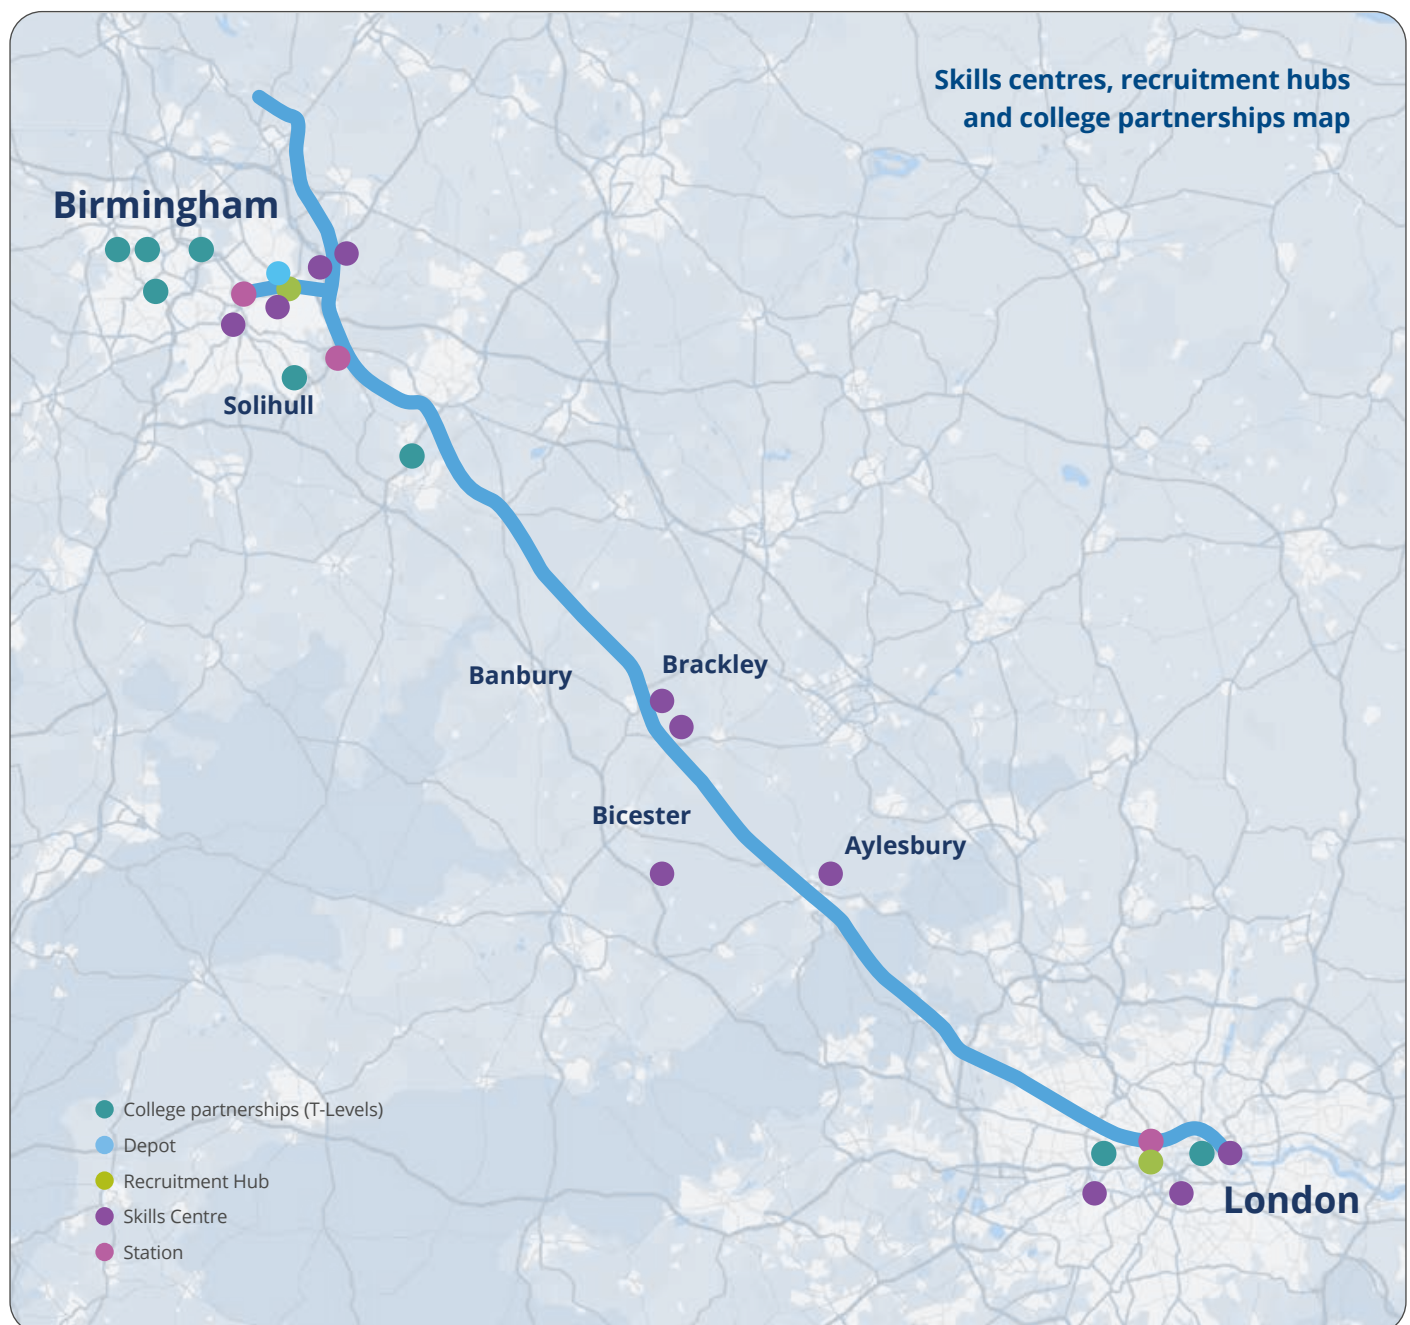 Skills centres, recruitment hubs
and college partnerships map
Birmingham
Solihull
Banbury
Brackley
Bicester
Aylesbury
London
College partnerships (T-Levels)
Depot
Recruitment Hub
Skills Centre
Station